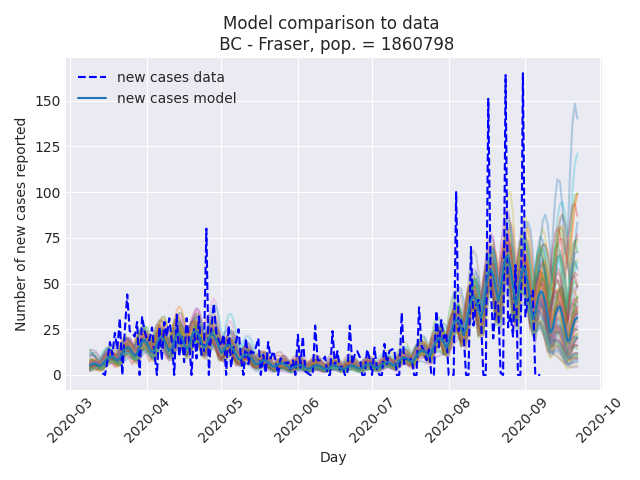 Model comparison to data
BC - Fraser, pop. = 1860798
new cases data
new cases model
Number of new cases reported
150
125
100
75
50
25
0
2020-03
2020-04
2020-05
2020-06
2020-07
2020-08
2020-09
2020-10
Day